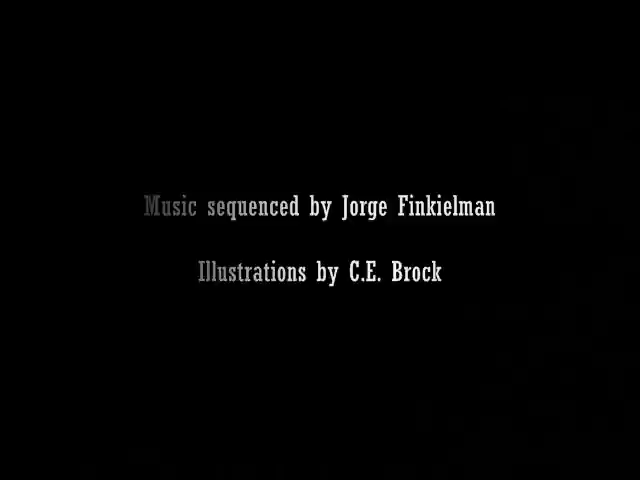 Music sequenced by Jorge Finkielman
Illustrations by C.E. Brock